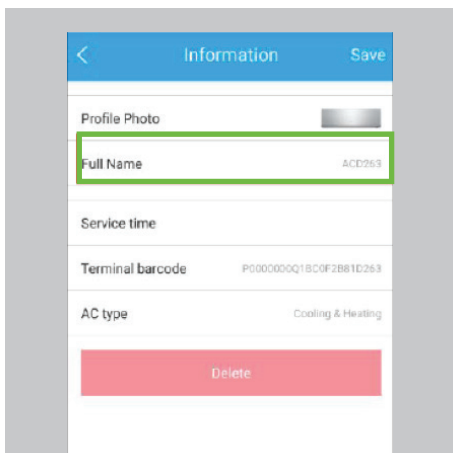 < Information Save
Profile Photo
Full Name ACD263
Service time
Terminal barcode P0000000Q1BC0F2B81D263
AC type Cooling & Heating
Delete